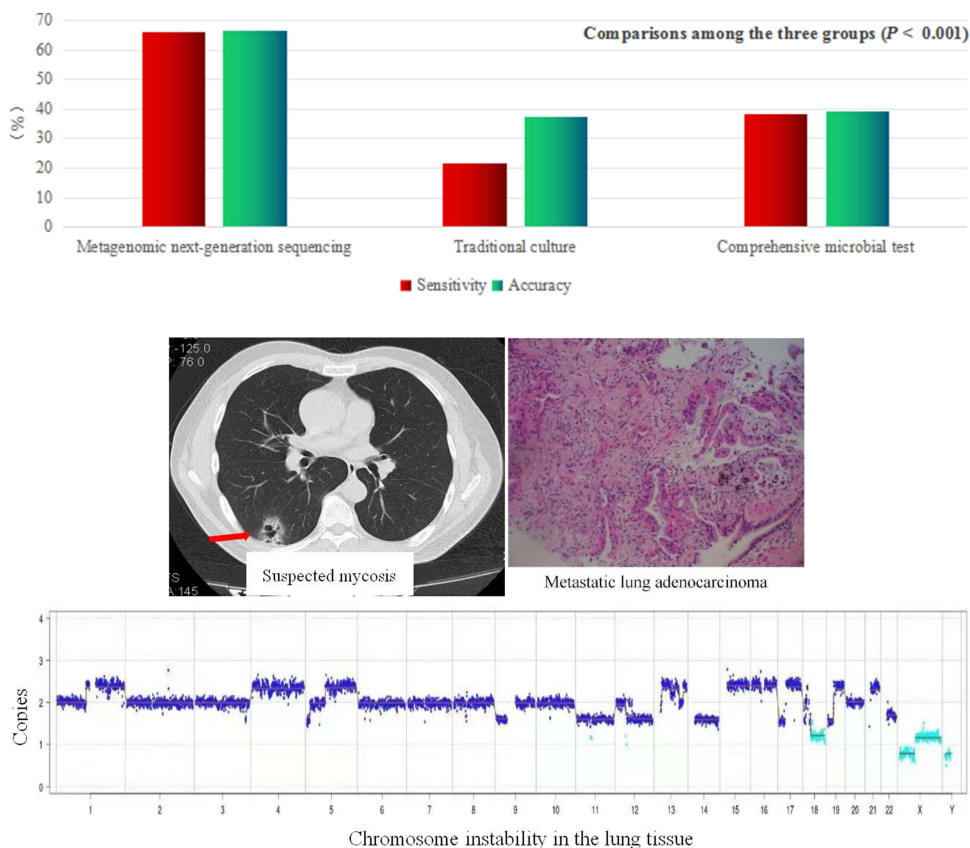 70
Comparisons among the three groups (P < 0.001)
60
50
40
30
20
10
0
(%)
Metagenomic next-generation sequencing Traditional culture Comprehensive microbial test
Sensitivity Accuracy
-125.0
76.0
Suspected mycosis
A:145
Metastatic lung adenocarcinoma
4
3
2
1
0
Copies
1 2 3 4 5 6 7 8 9 10 11 12 13 14 15 16 17 18 19 20 21 22 X Y
Chromosome instability in the lung tissue